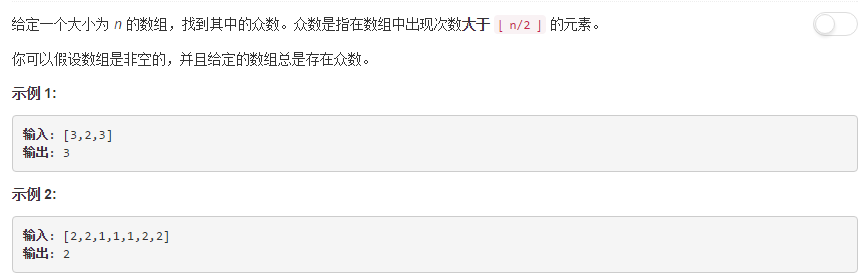 给定一个大小为 n 的数组，找到其中的众数。众数是指在数组中出现次数大于 ⌊ n/2 ⌋ 的元素。
你可以假设数组是非空的，并且给定的数组总是存在众数。
示例 1:
输入: [3,2,3]
输出: 3
示例 2:
输入: [2,2,1,1,1,2,2]
输出: 2